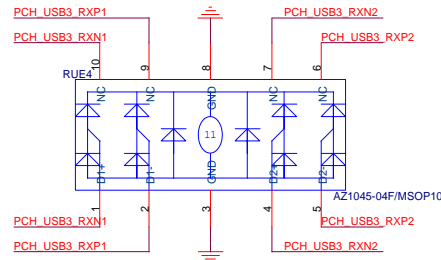 PCH_USB3_RXP1
PCH_USB3_RXN2
PCH_USB3_RXN1
PCH_USB3_RXP2
10
9
8
7
6
RUE4
NC
NC
GND
NC
NC
11
D1+
D1-
GND
D2+
D2-
AZ1045-04F/MSOP10
1
2
3
4
5
PCH_USB3_RXN1
PCH_USB3_RXP2
PCH_USB3_RXP1
PCH_USB3_RXN2